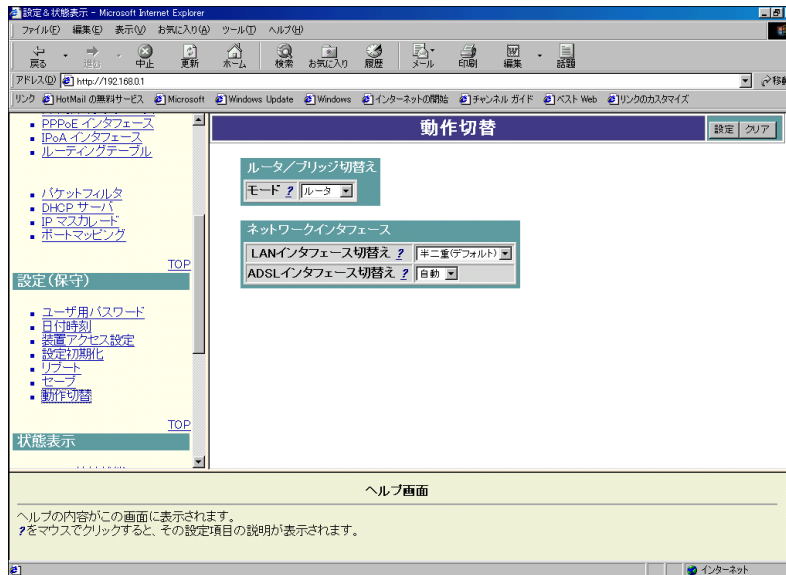 設定&状態表示 - Microsoft Internet Explorer
ファイル(F) 編集(E) 表示(V) お気に入り(A) ツール(T) ヘルプ(H)
戻る 進む 中止 更新 ホーム 検索 お気に入り 履歴 メール 印刷 編集 話題
アドレス(D) http://192.168.0.1 移動
リンク HotMail の無料サービス Microsoft Windows Update Windows インターネットの開始 チャンネル ガイド ベスト Web リンクのカスタマイズ
PPPoE インタフェース
IPoA インタフェース
ルーティングテーブル
パケットフィルタ
DHCP サーバ
IP マスカレード
ポートマッピング
TOP
設定(保守)
ユーザ用パスワード
日付時刻
装置アクセス設定
設定初期化
リブート
セーブ
動作切替
TOP
状態表示
動作切替
設定 クリア
ルータ/ブリッジ切替え
モード ? ルータ
ネットワークインタフェース
LANインタフェース切替え ? 半二重(デフォルト)
ADSLインタフェース切替え ? 自動
ヘルプ画面
ヘルプの内容がこの画面に表示されます。
?をマウスでクリックすると、その設定項目の説明が表示されます。
インターネット